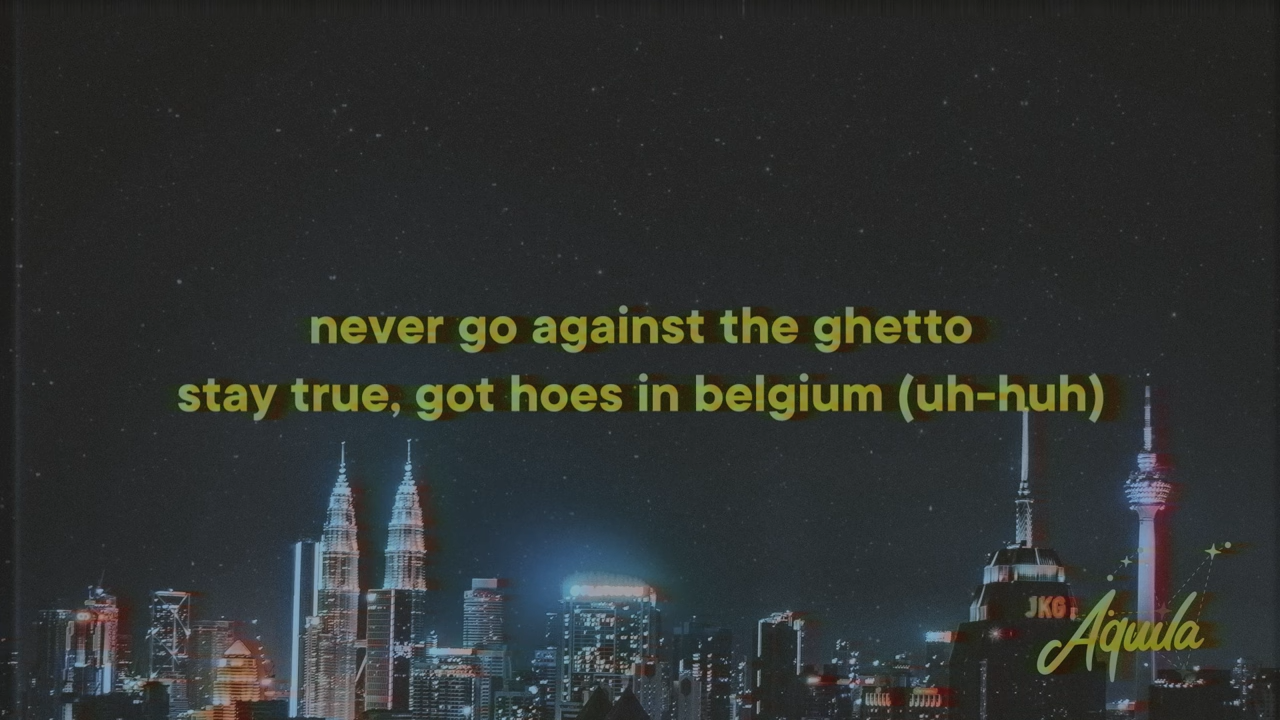 never go against the ghetto
stay true, got hoes in belgium (uh-huh)
JKG
Aquila